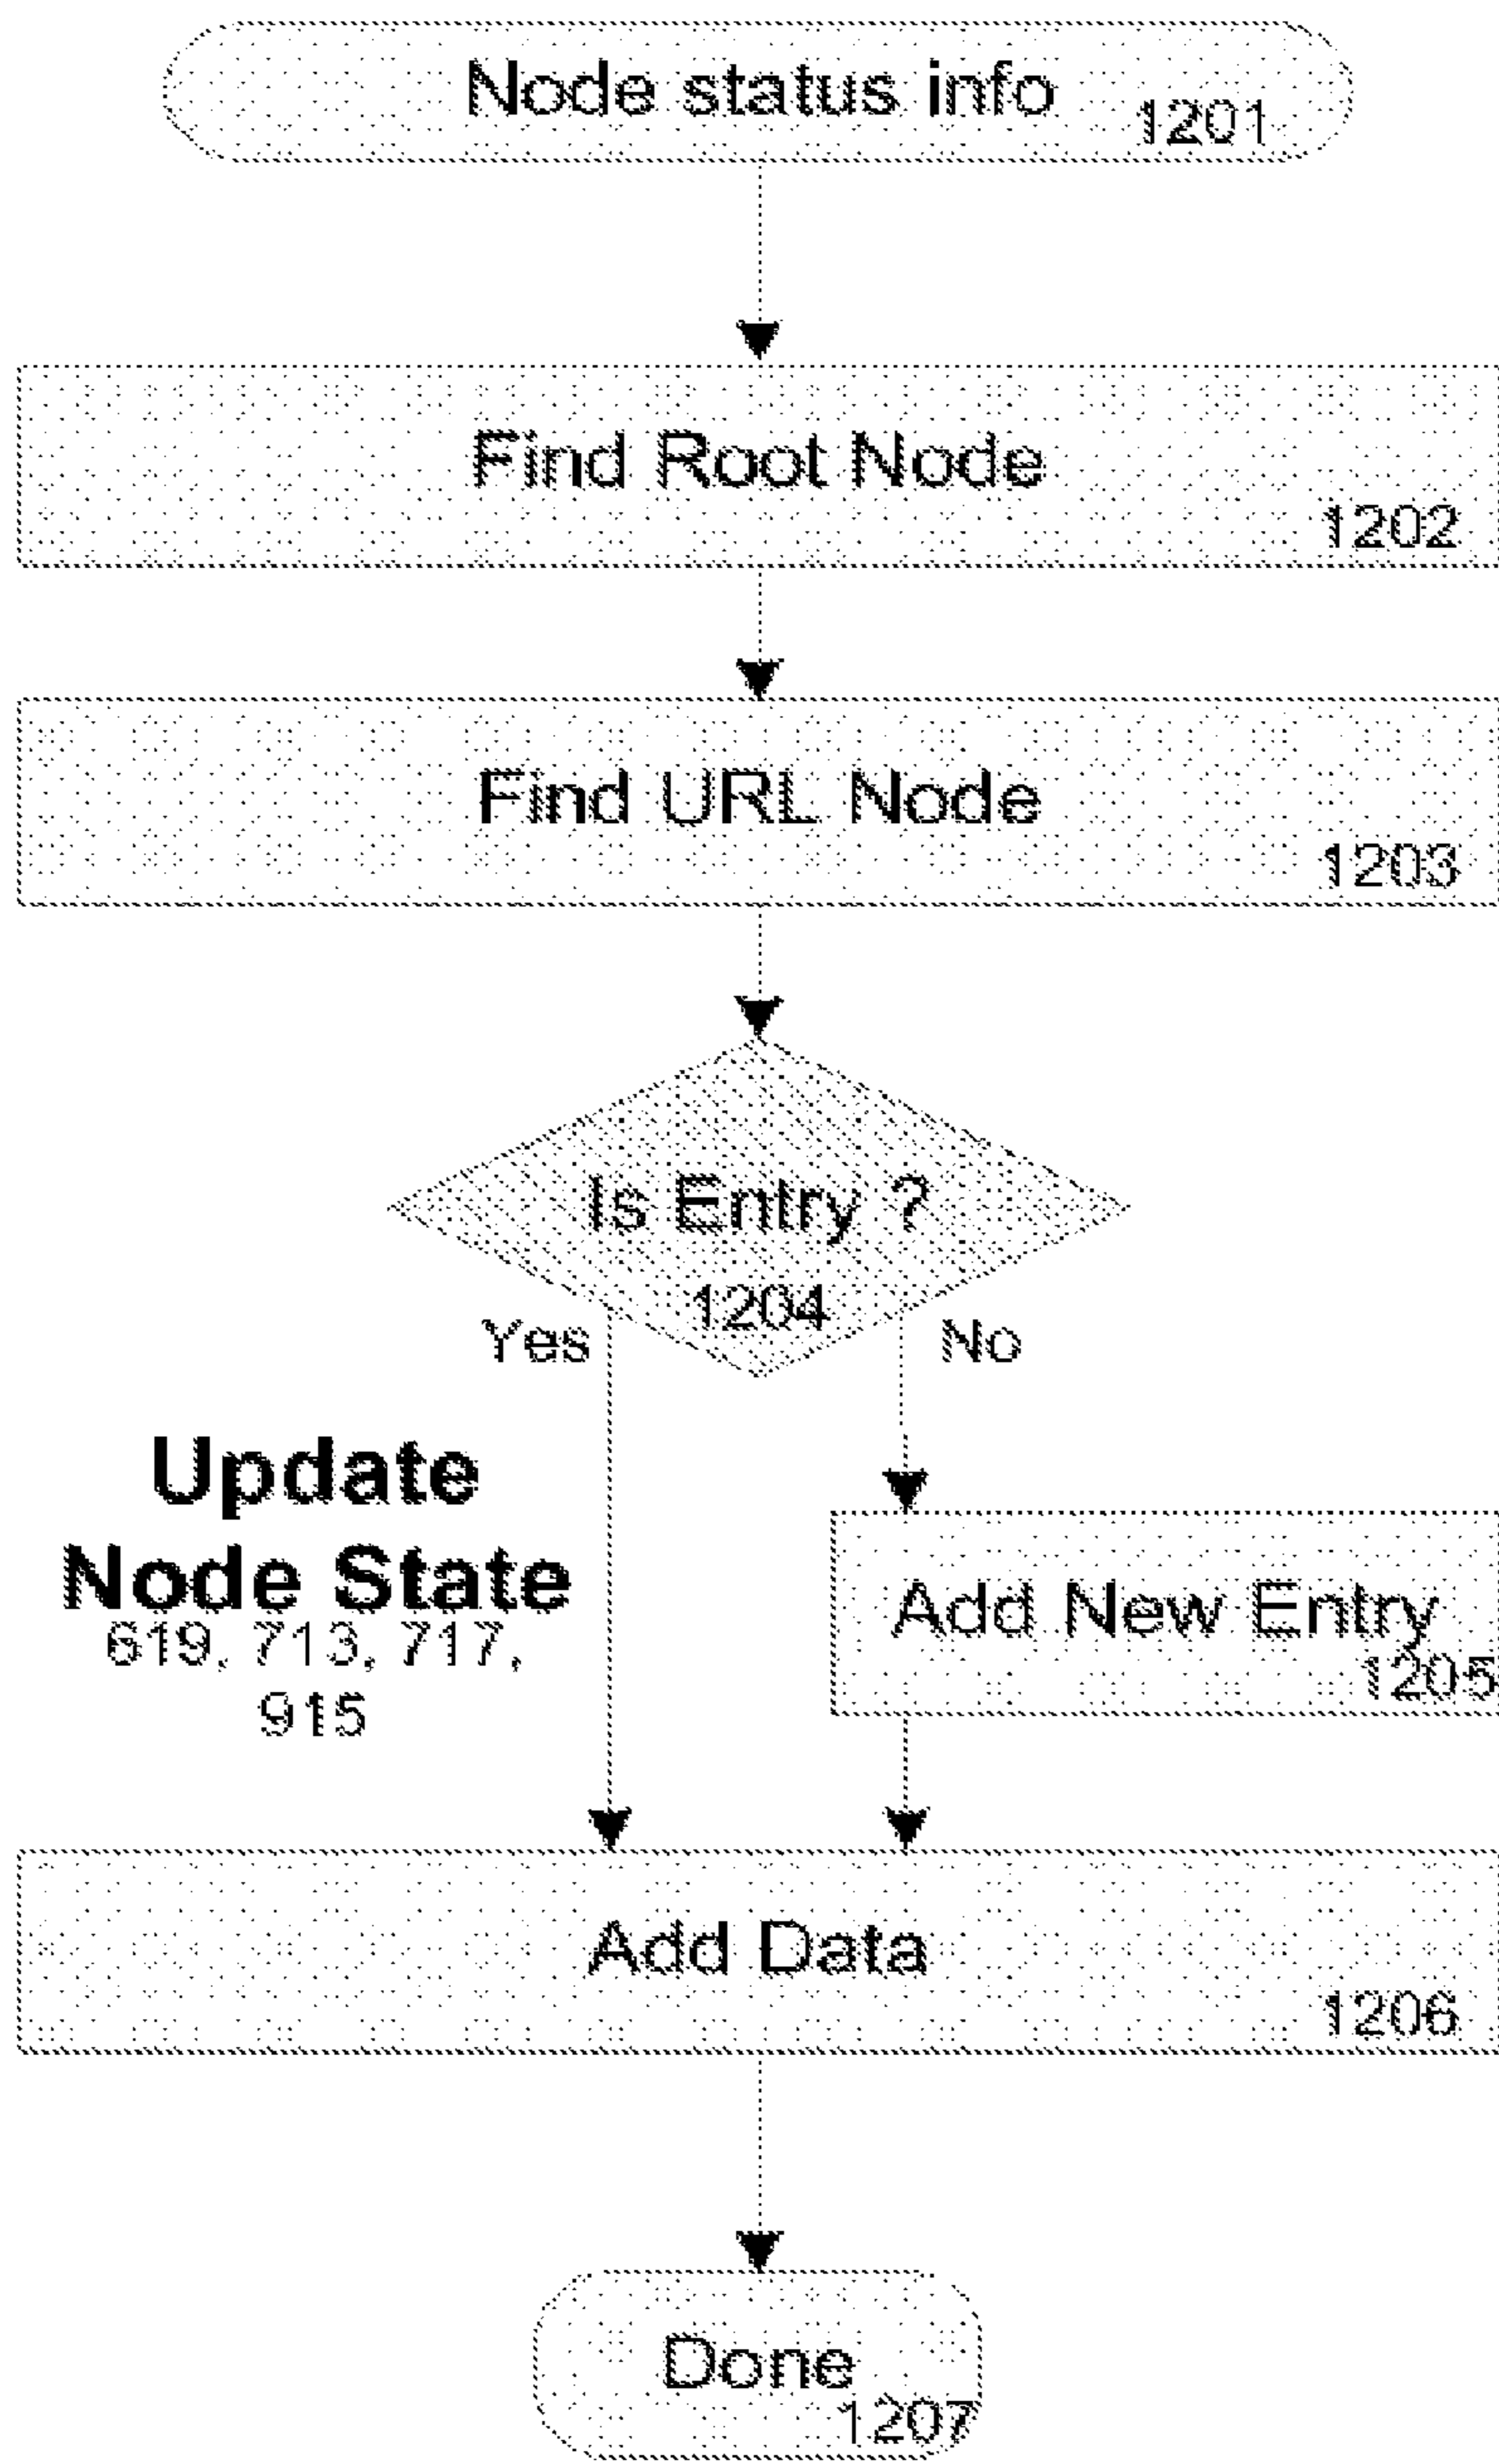 Node status info
1201
Find Root Node
1202
Find URL Node
1203
Is Entry ?
1204
Yes
No
Update
Node State
619, 713, 717,
915
Add New Entry
1205
Add Data
1206
Done
1207